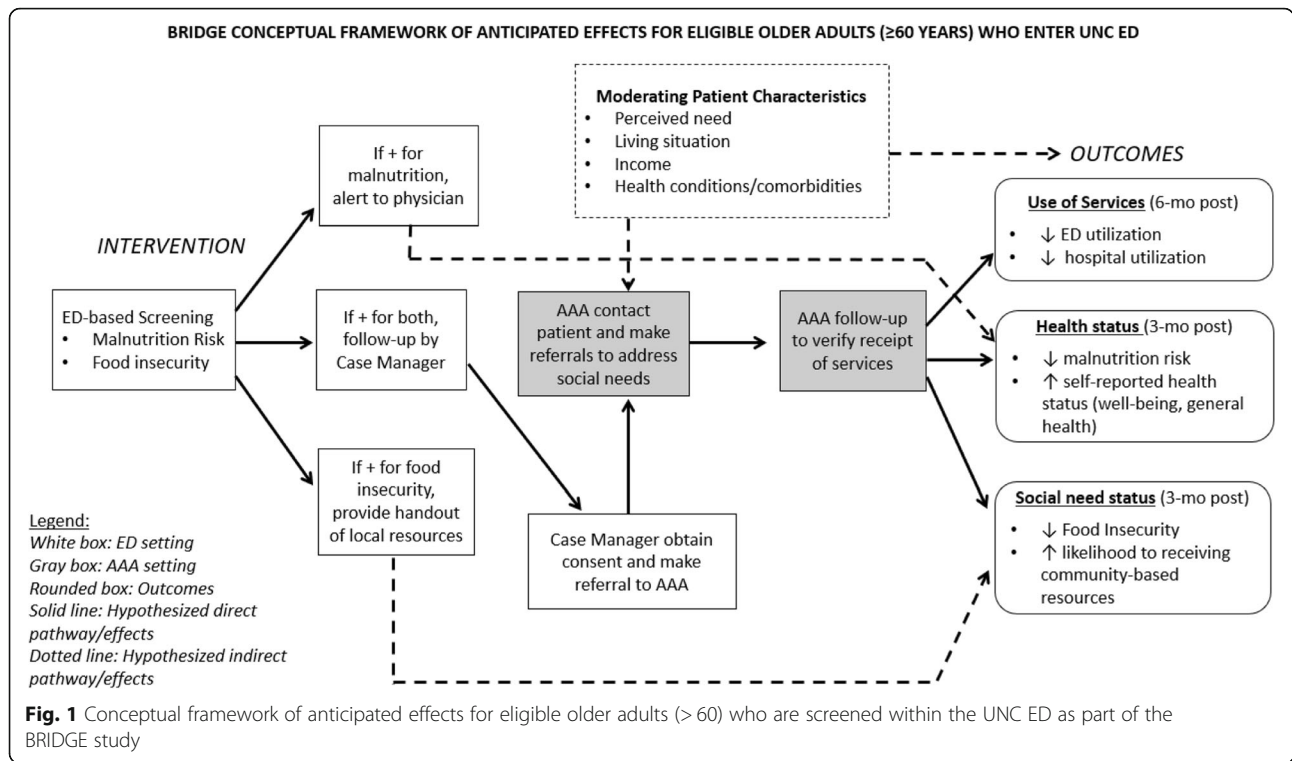 BRIDGE CONCEPTUAL FRAMEWORK OF ANTICIPATED EFFECTS FOR ELIGIBLE OLDER ADULTS (≥60 YEARS) WHO ENTER UNC ED
Moderating Patient Characteristics
• Perceived need
• Living situation
• Income
• Health conditions/comorbidities
If + for
malnutrition,
alert to physician
OUTCOMES
INTERVENTION
Use of Services (6-mo post)
• ↓ ED utilization
• ↓ hospital utilization
ED-based Screening
• Malnutrition Risk
• Food insecurity
If + for both,
follow-up by
Case Manager
AAA contact
patient and make
referrals to address
social needs
AAA follow-up
to verify receipt
of services
Health status (3-mo post)
• ↓ malnutrition risk
• ↑ self-reported health
status (well-being, general
health)
If + for food
insecurity,
provide handout
of local resources
Case Manager obtain
consent and make
referral to AAA
Social need status (3-mo post)
• ↓ Food Insecurity
• ↑ likelihood to receiving
community-based
resources
Legend:
White box: ED setting
Gray box: AAA setting
Rounded box: Outcomes
Solid line: Hypothesized direct
pathway/effects
Dotted line: Hypothesized indirect
pathway/effects
Fig. 1 Conceptual framework of anticipated effects for eligible older adults (> 60) who are screened within the UNC ED as part of the
BRIDGE study